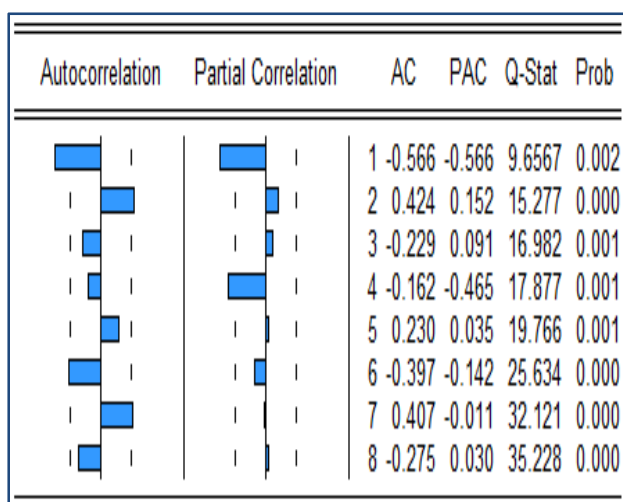 Autocorrelation Partial Correlation AC PAC Q-Stat Prob
1 -0.566 -0.566 9.6567 0.002
2 0.424 0.152 15.277 0.000
3 -0.229 0.091 16.982 0.001
4 -0.162 -0.465 17.877 0.001
5 0.230 0.035 19.766 0.001
6 -0.397 -0.142 25.634 0.000
7 0.407 -0.011 32.121 0.000
8 -0.275 0.030 35.228 0.000